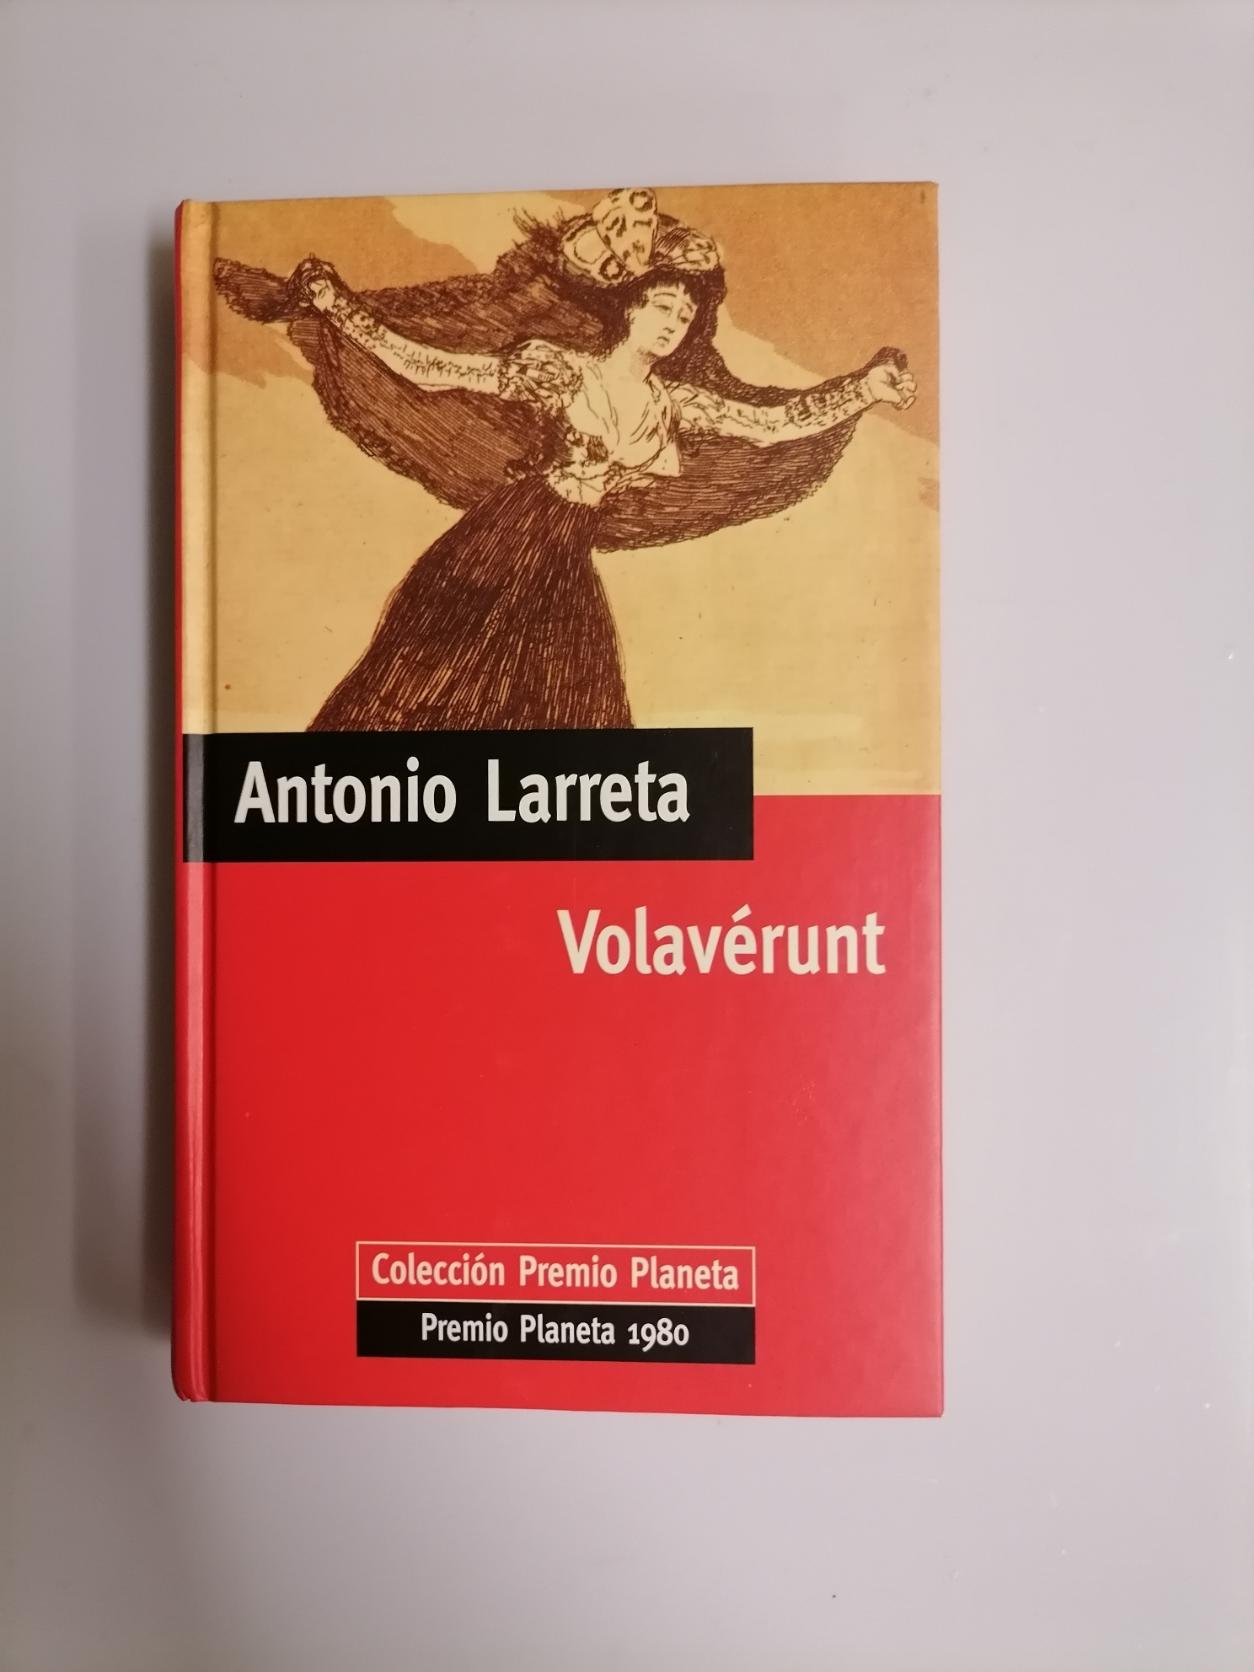 Antonio Larreta
Volavérunt
Colección Premio Planeta
Premio Planeta 1980